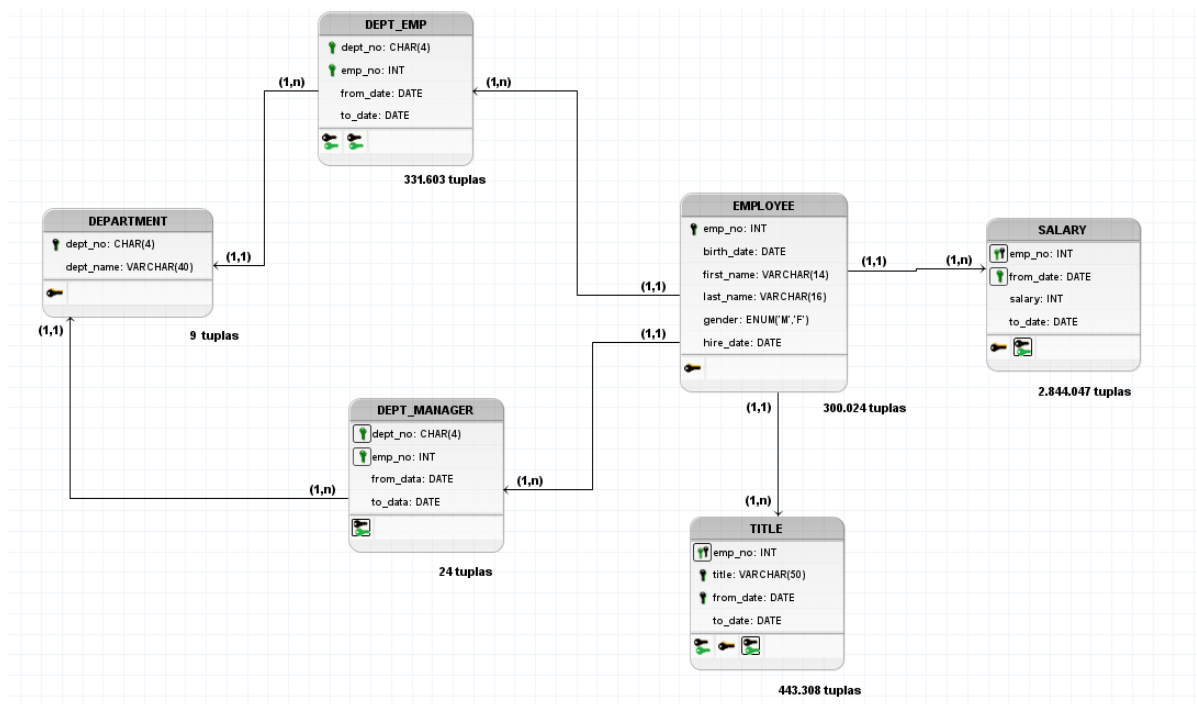 DEPT_EMP
dept_no: CHAR(4)
emp_no: INT
from_date: DATE
to_date: DATE
(1,n)
(1,n)
331.603 tuplas
DEPARTMENT
dept_no: CHAR(4)
dept_name: VARCHAR(40)
(1,1)
(1,1)
9 tuplas
EMPLOYEE
emp_no: INT
birth_date: DATE
first_name: VARCHAR(14)
last_name: VARCHAR(16)
gender: ENUM('M','F')
hire_date: DATE
(1,1)
(1,1)
(1,1)
(1,1)
300.024 tuplas
SALARY
emp_no: INT
from_date: DATE
salary: INT
to_date: DATE
(1,n)
2.844.047 tuplas
DEPT_MANAGER
dept_no: CHAR(4)
emp_no: INT
from_data: DATE
to_data: DATE
(1,n)
(1,n)
24 tuplas
(1,n)
TITLE
emp_no: INT
title: VARCHAR(50)
from_date: DATE
to_date: DATE
443.308 tuplas